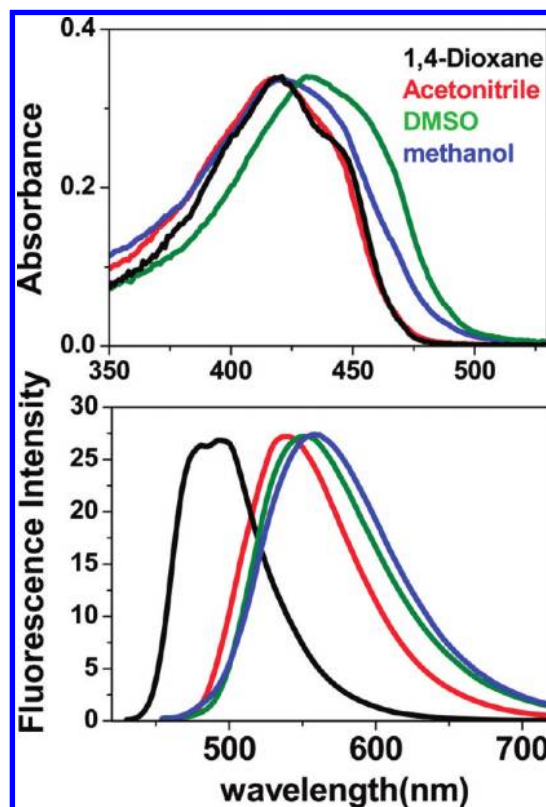 0.4
0.2
0.0
Absorbance
1,4-Dioxane
Acetonitrile
DMSO
methanol
350 400 450 500
30
25
20
15
10
5
0
Fluorescence Intensity
500 600 700
wavelength(nm)